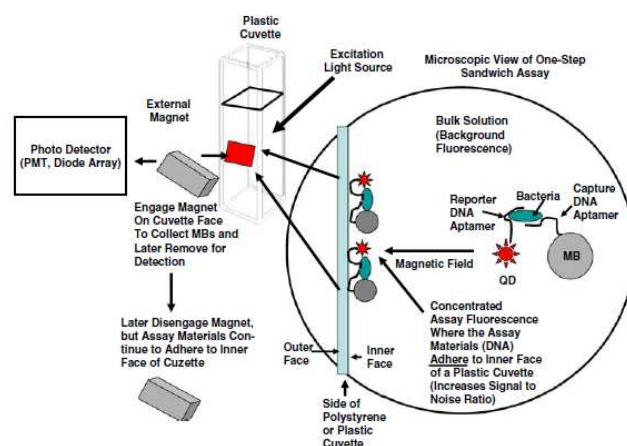 Plastic
Cuvette
Excitation
Light Source
Microscopic View of One-Step
Sandwich Assay
External
Magnet
Photo Detector
(PMT, Diode Array)
Bulk Solution
(Background
Fluorescence)
Reporter
DNA
Aptamer
Bacteria
Capture
DNA
Aptamer
Engage Magnet
On Cuvette Face
To Collect MBs and
Later Remove for
Detection
Magnetic Field
QD
MB
Later Disengage Magnet,
but Assay Materials Con-
tinue to Adhere to Inner
Face of Cuzette
Concentrated
Assay Fluorescence
Where the Assay
Materials (DNA)
Adhere to Inner Face
of a Plastic Cuvette
(Increases Signal to
Noise Ratio)
Outer
Face
Inner
Face
Side of
Polystyrene
or Plastic
Cuvette